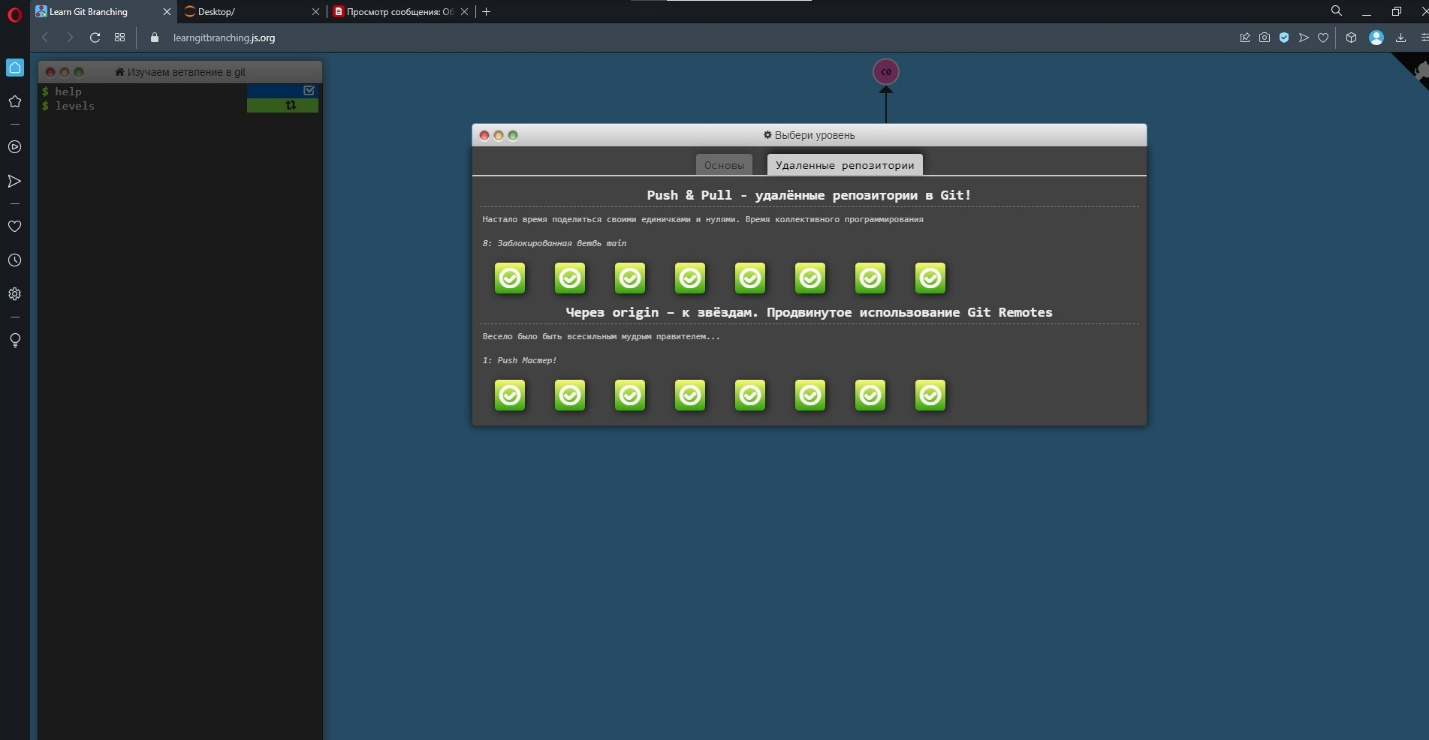 Learn Git Branching
Desktop/
Просмотр сообщения: Об
learngitbranching.js.org
Изучаем ветвление в git
$ help
$ levels
C0
Выбери уровень
Основы
Удаленные репозитории
Push & Pull - удалённые репозитории в Git!
Настало время поделиться своими единичками и нулями. Время коллективного программирования
8: Заблокированная ветвь main
Через origin – к звёздам. Продвинутое использование Git Remotes
Весело было быть всесильным мудрым правителем...
1: Push Мастер!